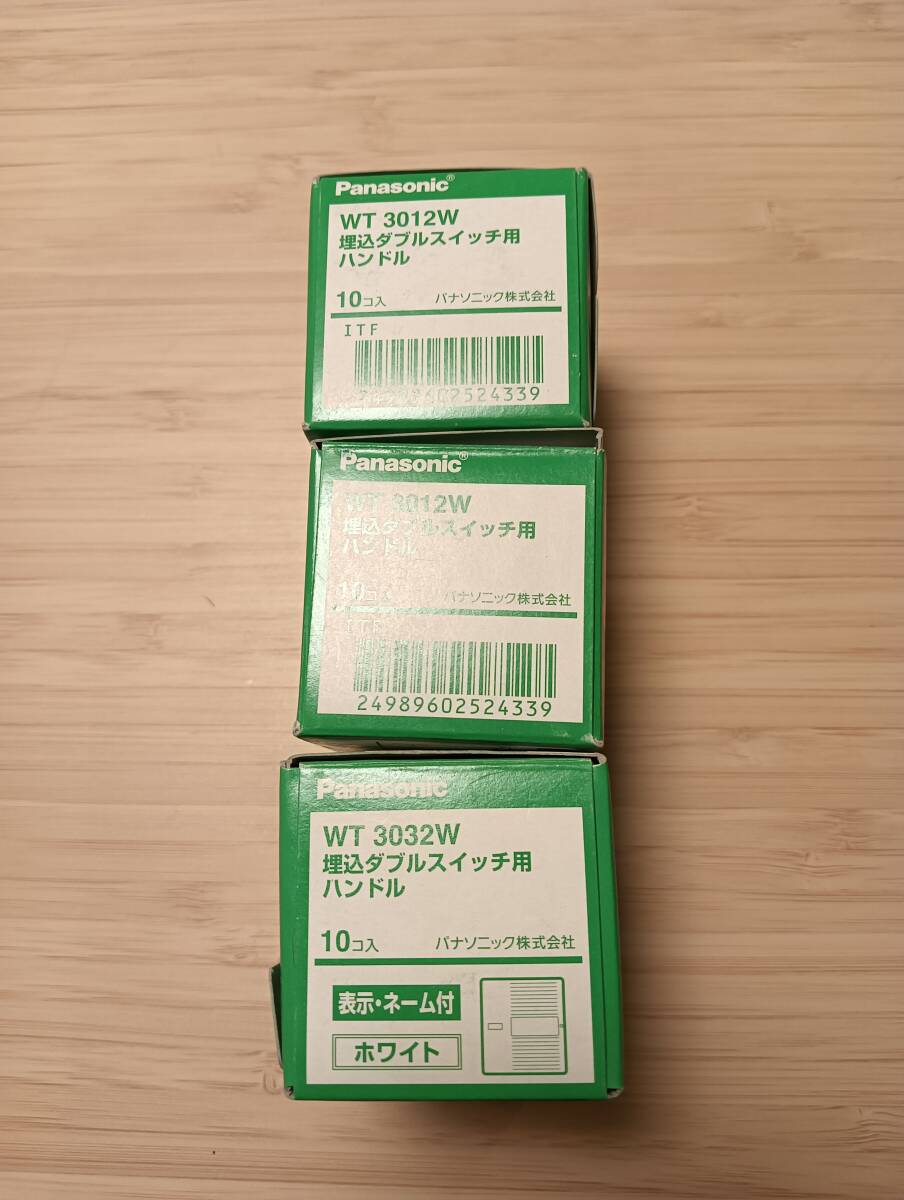 Panasonic®
WT 3012W
埋込ダブルスイッチ用
ハンドル
10コ入 パナソニック株式会社
ITF
24989602524339
Panasonic®
WT 3012W
埋込ダブルスイッチ用
ハンドル
10コ入 パナソニック株式会社
ITF
24989602524339
Panasonic
WT 3032W
埋込ダブルスイッチ用
ハンドル
10コ入 パナソニック株式会社
表示・ネーム付
ホワイト